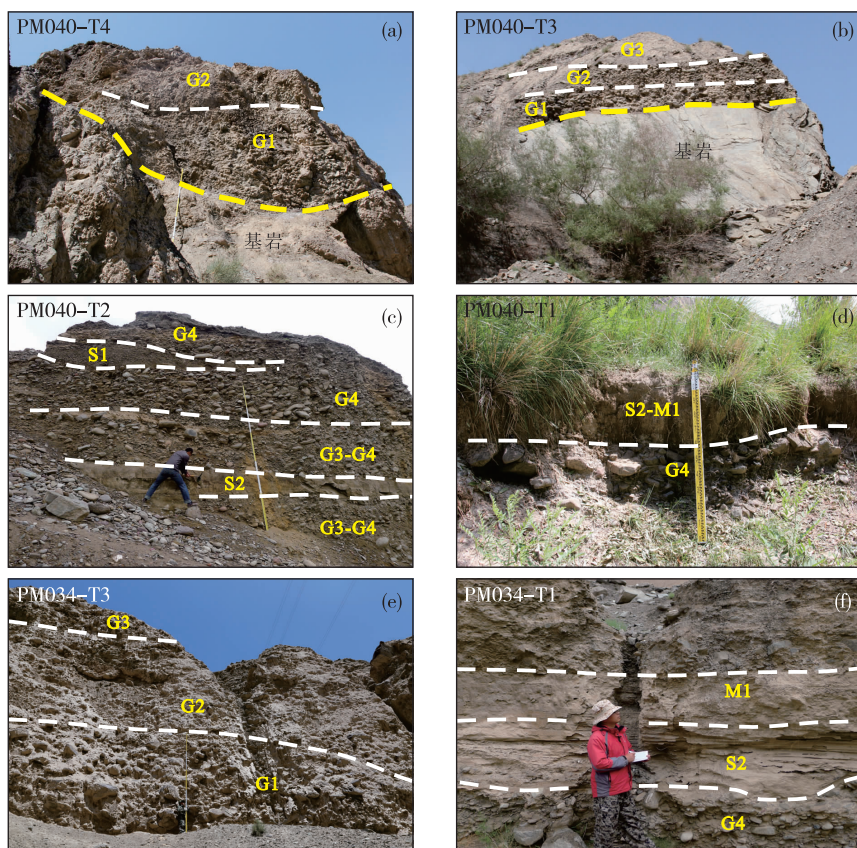 PM040-T4
(a)
G2
G1
基岩
PM040-T3
(b)
G3
G2
G1
基岩
PM040-T2
(c)
G4
S1
G4
G3-G4
S2
G3-G4
PM040-T1
(d)
S2-M1
G4
PM034-T3
(e)
G3
G2
G1
PM034-T1
(f)
M1
S2
G4